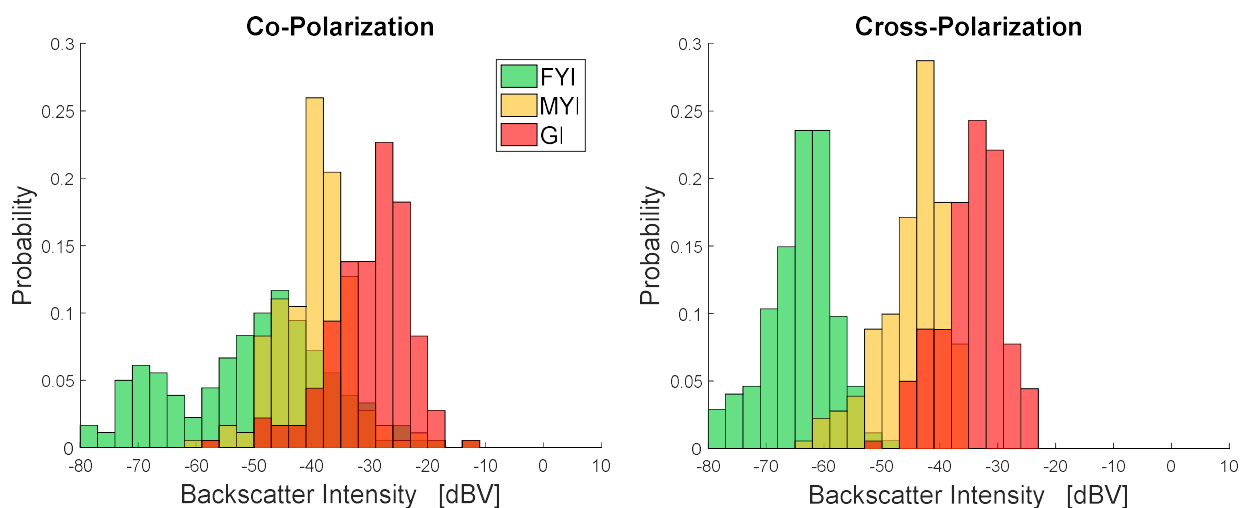 Co-Polarization
0.3
0.25
0.2
0.15
0.1
0.05
0
Probability
FYI
MYI
GI
-80 -70 -60 -50 -40 -30 -20 -10 0 10
Backscatter Intensity [dBV]
Cross-Polarization
0.3
0.25
0.2
0.15
0.1
0.05
0
Probability
-80 -70 -60 -50 -40 -30 -20 -10 0 10
Backscatter Intensity [dBV]